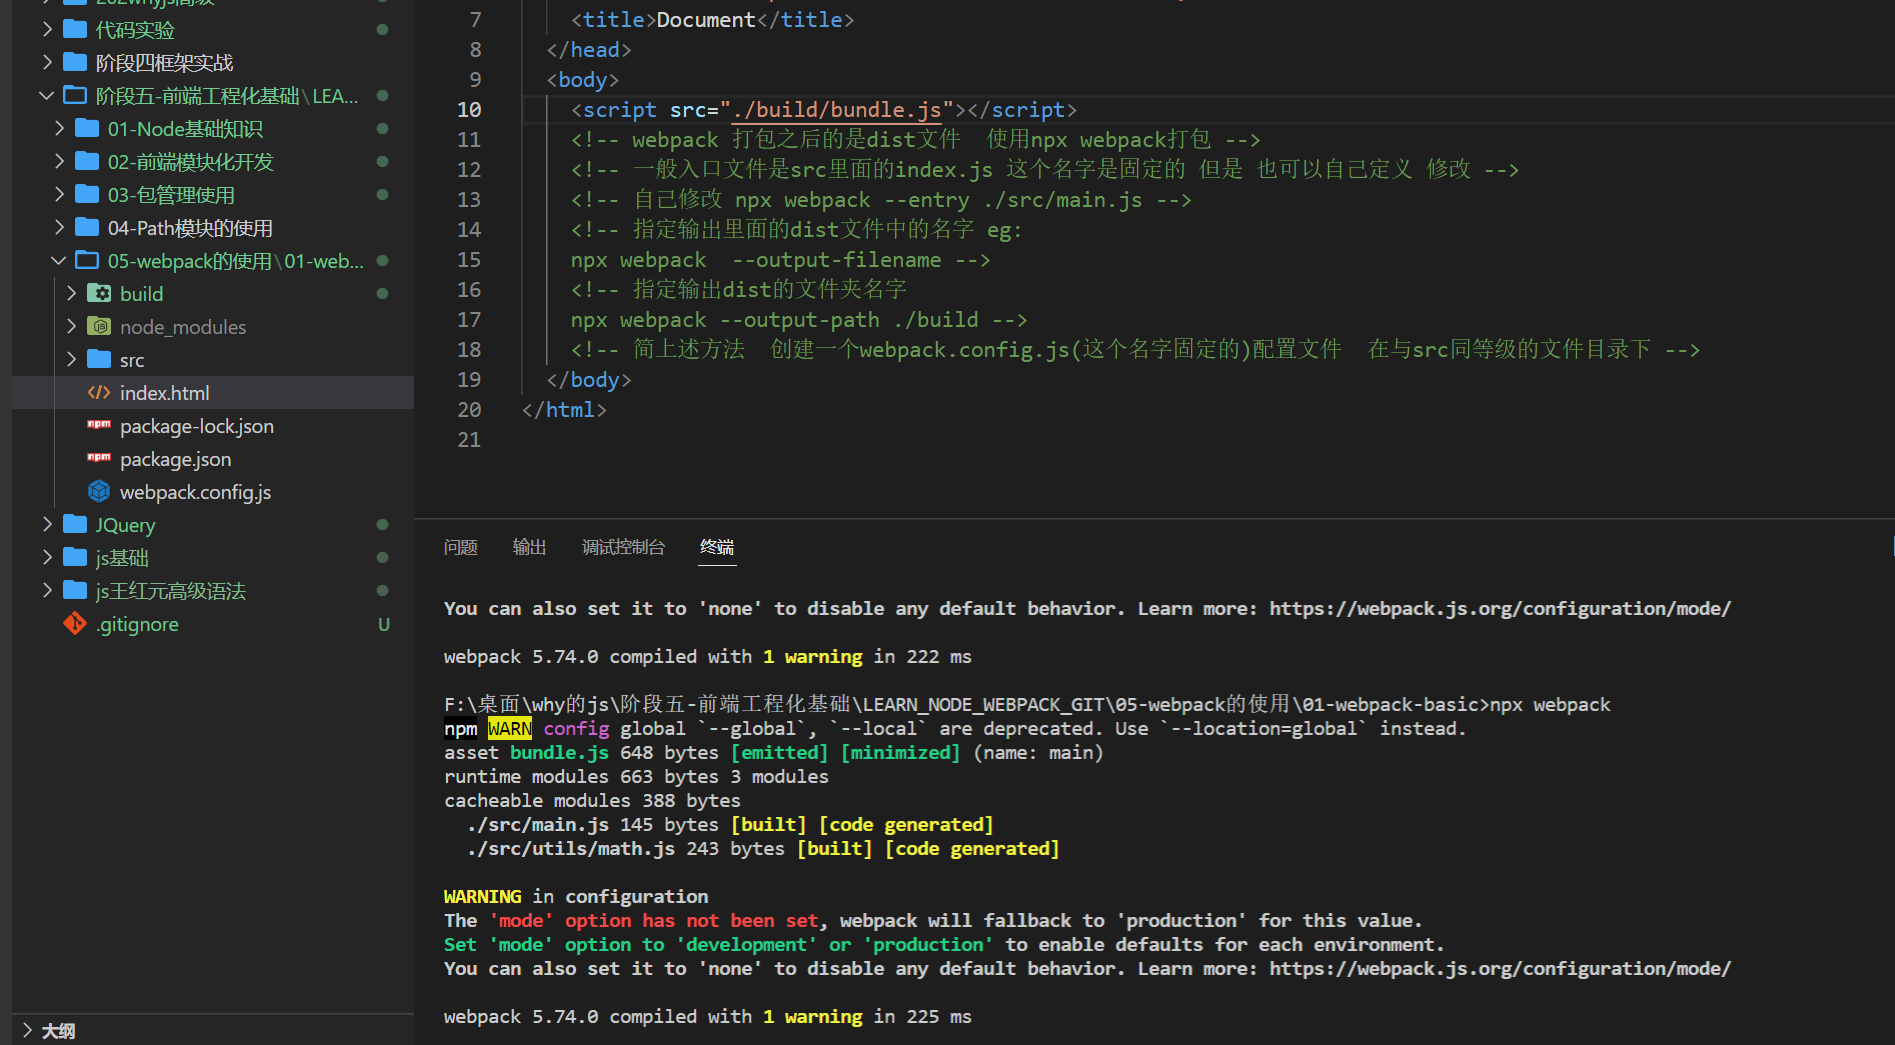 代码实验
阶段四框架实战
阶段五-前端工程化基础\LEA...
01-Node基础知识
02-前端模块化开发
03-包管理使用
04-Path模块的使用
05-webpack的使用\01-web...
build
node_modules
src
index.html
package-lock.json
package.json
webpack.config.js
JQuery
js基础
js王红元高级语法
.gitignore U
大纲
7 <title>Document</title>
8 </head>
9 <body>
10 <script src="./build/bundle.js"></script>
11 <!-- webpack 打包之后的是dist文件  使用npx webpack打包 -->
12 <!-- 一般入口文件是src里面的index.js 这个名字是固定的 但是 也可以自己定义 修改 -->
13 <!-- 自己修改 npx webpack --entry ./src/main.js -->
14 <!-- 指定输出里面的dist文件中的名字 eg:
15 npx webpack  --output-filename -->
16 <!-- 指定输出dist的文件夹名字
17 npx webpack --output-path ./build -->
18 <!-- 简上述方法  创建一个webpack.config.js(这个名字固定的)配置文件  在与src同等级的文件目录下 -->
19 </body>
20 </html>
21
问题 输出 调试控制台 终端
You can also set it to 'none' to disable any default behavior. Learn more: https://webpack.js.org/configuration/mode/
webpack 5.74.0 compiled with 1 warning in 222 ms
F:\桌面\why的js\阶段五-前端工程化基础\LEARN_NODE_WEBPACK_GIT\05-webpack的使用\01-webpack-basic>npx webpack
npm WARN config global `--global`, `--local` are deprecated. Use `--location=global` instead.
asset bundle.js 648 bytes [emitted] [minimized] (name: main)
runtime modules 663 bytes 3 modules
cacheable modules 388 bytes
./src/main.js 145 bytes [built] [code generated]
./src/utils/math.js 243 bytes [built] [code generated]
WARNING in configuration
The 'mode' option has not been set, webpack will fallback to 'production' for this value.
Set 'mode' option to 'development' or 'production' to enable defaults for each environment.
You can also set it to 'none' to disable any default behavior. Learn more: https://webpack.js.org/configuration/mode/
webpack 5.74.0 compiled with 1 warning in 225 ms